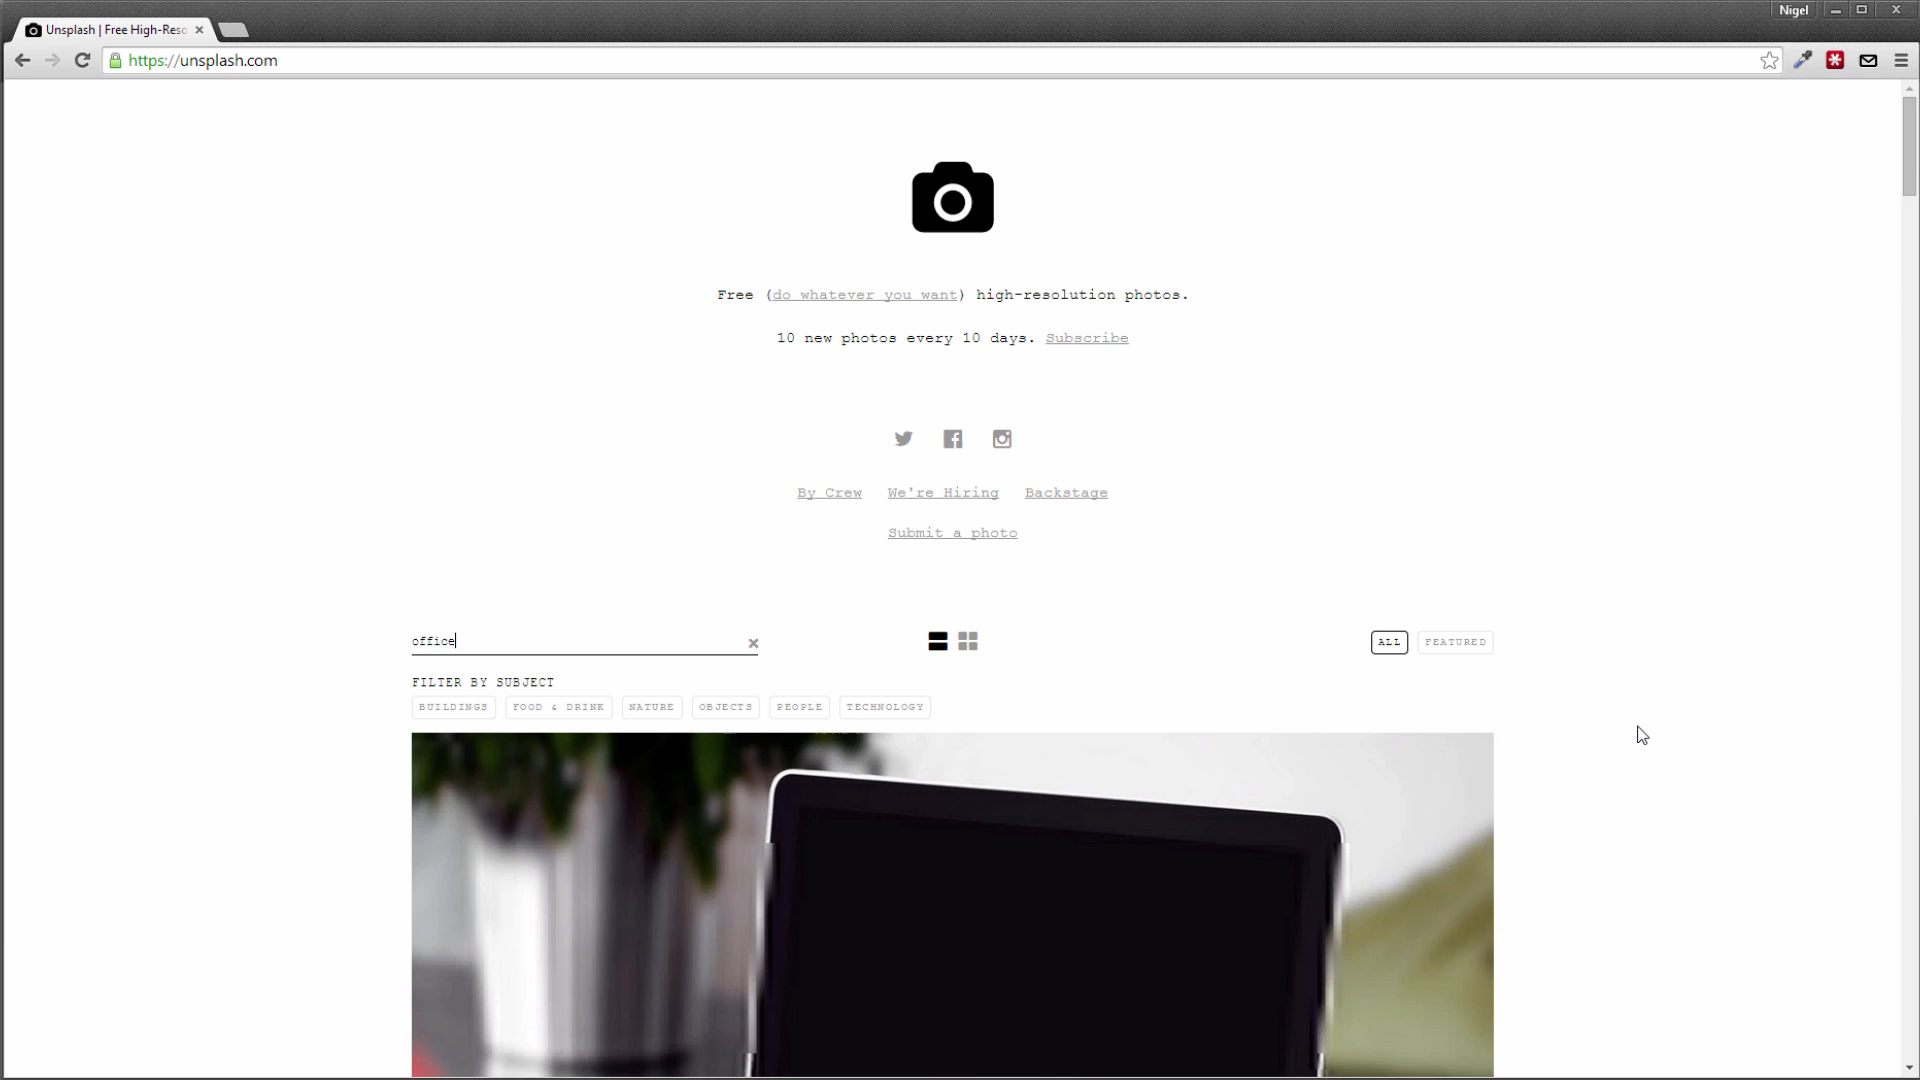 Nigel
Unsplash | Free High-Reso
https://unsplash.com
Free (do whatever you want) high-resolution photos.
10 new photos every 10 days. Subscribe
By Crew We're Hiring Backstage
Submit a photo
office
ALL FEATURED
FILTER BY SUBJECT
BUILDINGS FOOD & DRINK NATURE OBJECTS PEOPLE TECHNOLOGY